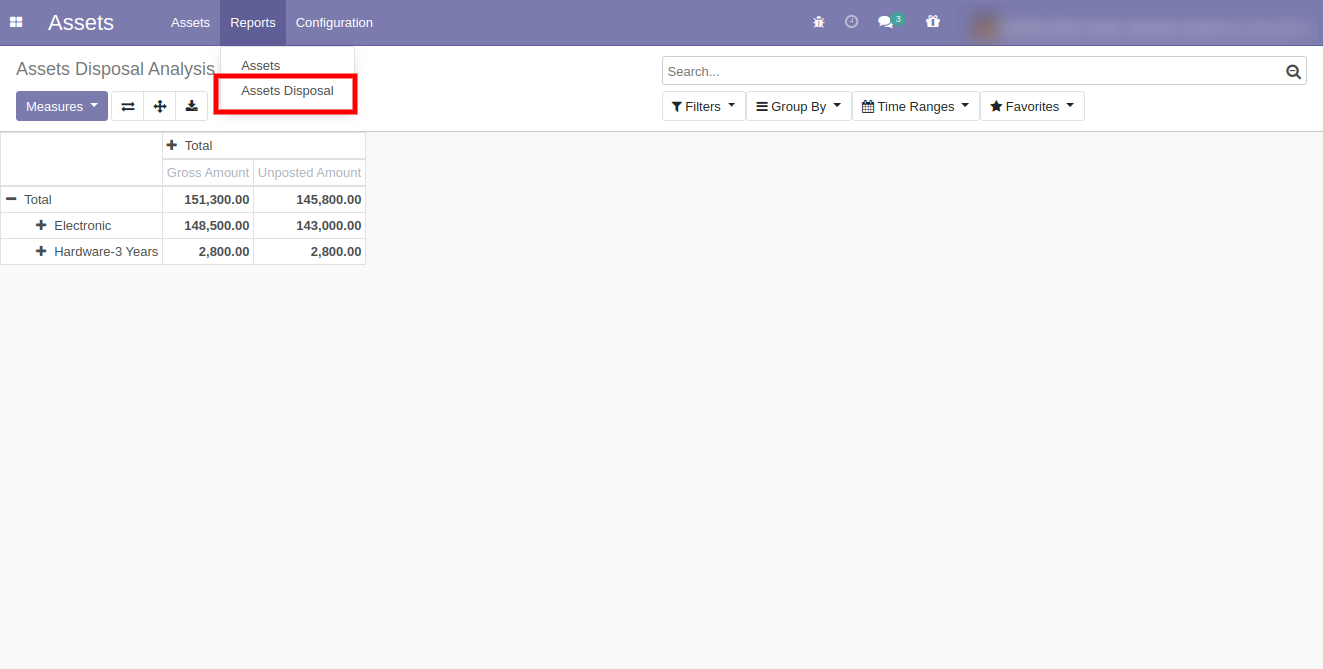 Assets Assets Reports Configuration 3
Assets
Assets Disposal
Assets Disposal Analysis
Search...
Measures
Filters Group By Time Ranges Favorites
Total
Gross Amount Unposted Amount
Total 151,300.00 145,800.00
Electronic 148,500.00 143,000.00
Hardware-3 Years 2,800.00 2,800.00